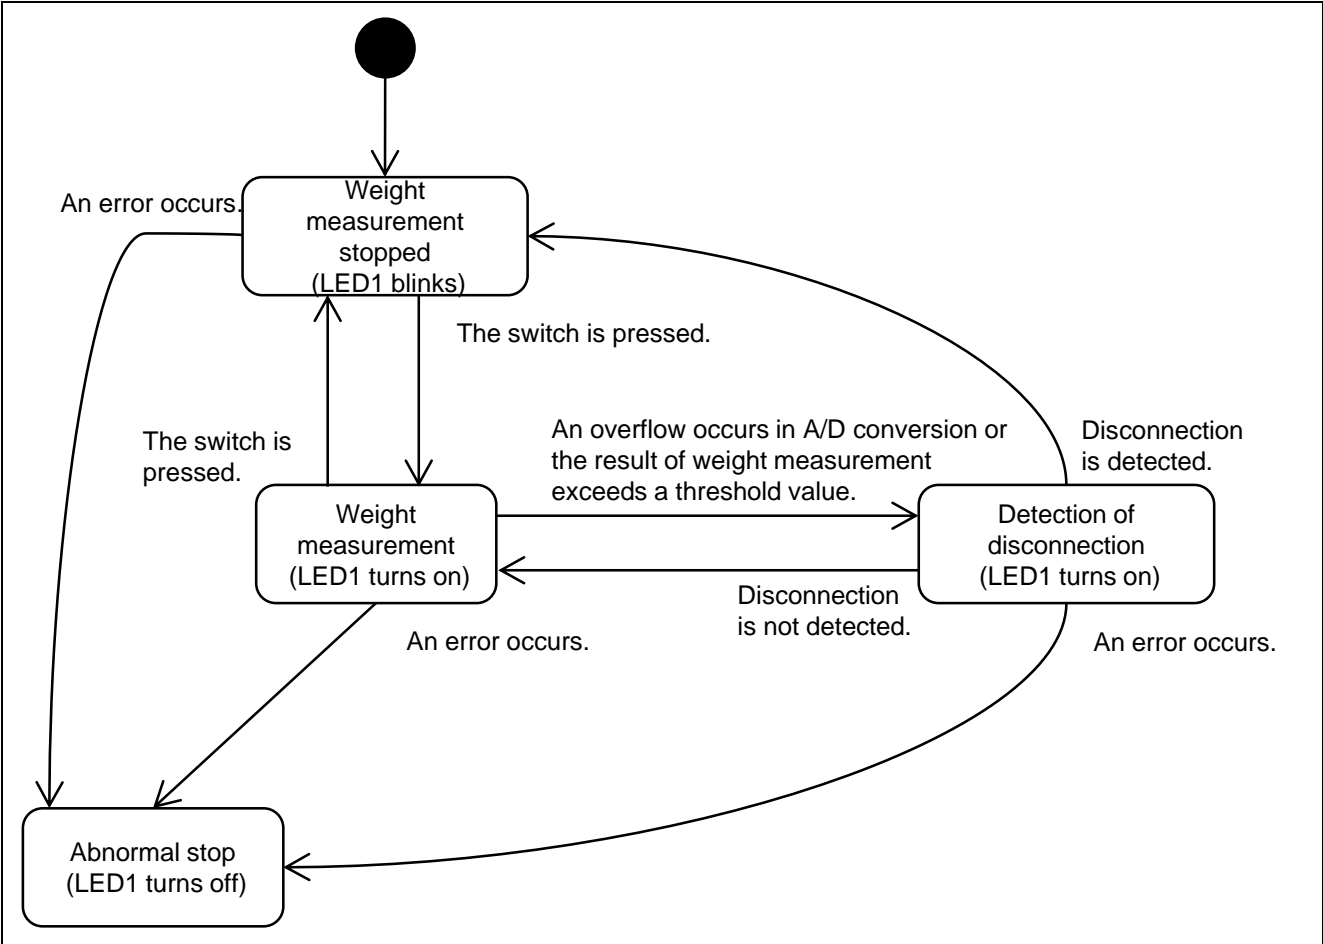 An error occurs.
Weight
measurement
stopped
(LED1 blinks)
The switch is pressed.
The switch is
pressed.
An overflow occurs in A/D conversion or
the result of weight measurement
exceeds a threshold value.
Disconnection
is detected.
Weight
measurement
(LED1 turns on)
Detection of
disconnection
(LED1 turns on)
Disconnection
is not detected.
An error occurs.
An error occurs.
Abnormal stop
(LED1 turns off)